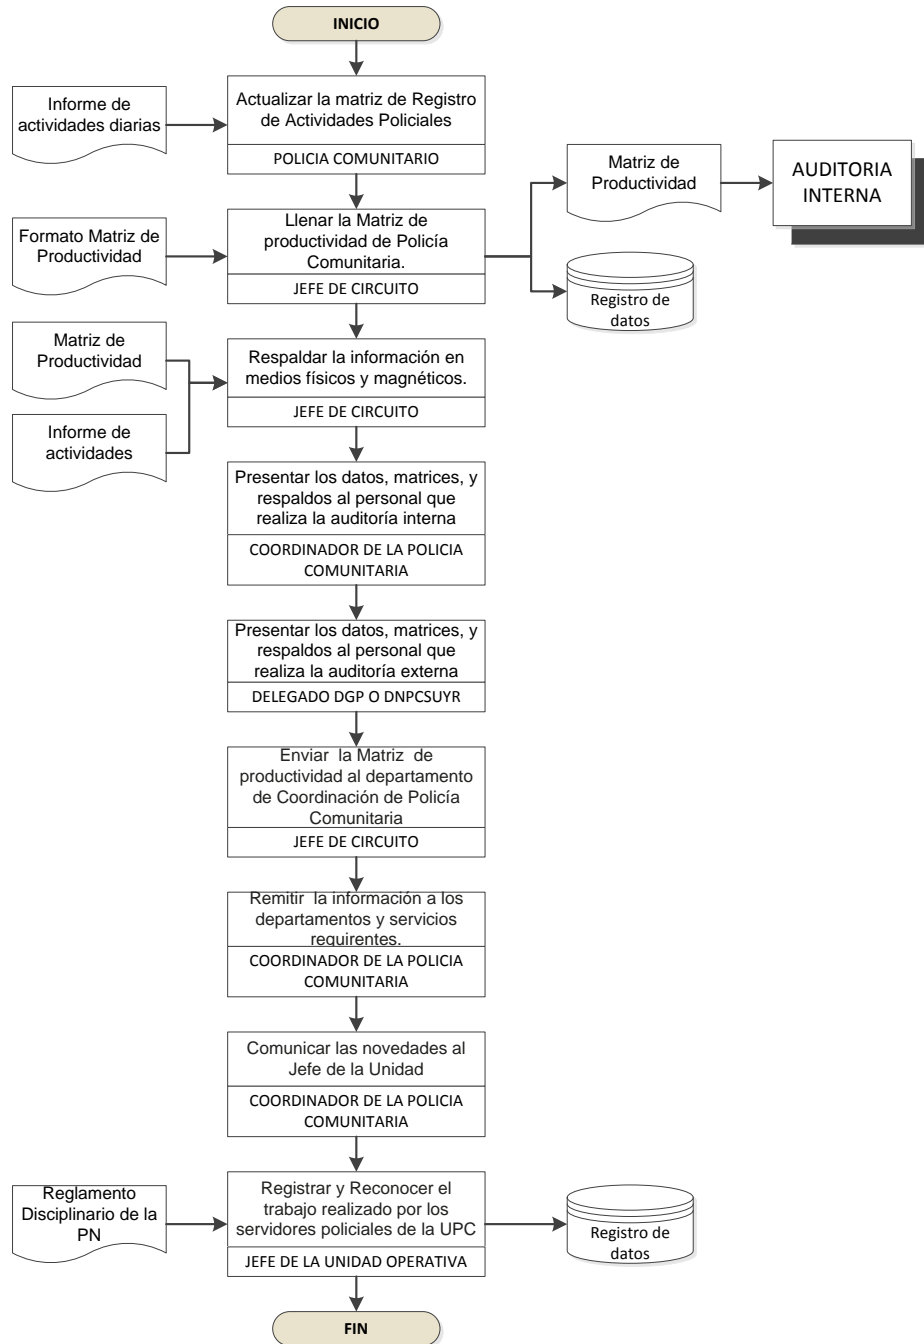 INICIO
Informe de
actividades diarias
Actualizar la matriz de Registro
de Actividades Policiales
POLICIA COMUNITARIO
Matriz de
Productividad
AUDITORIA
INTERNA
Formato Matriz de
Productividad
Llenar la Matriz de
productividad de Policía
Comunitaria.
JEFE DE CIRCUITO
Registro de
datos
Matriz de
Productividad
Informe de
actividades
Respaldar la información en
medios físicos y magnéticos.
JEFE DE CIRCUITO
Presentar los datos, matrices, y
respaldos al personal que
realiza la auditoría interna
COORDINADOR DE LA POLICIA
COMUNITARIA
Presentar los datos, matrices, y
respaldos al personal que
realiza la auditoría externa
DELEGADO DGP O DNPCSUYR
Enviar la Matriz de
productividad al departamento
de Coordinación de Policía
Comunitaria
JEFE DE CIRCUITO
Remitir la información a los
departamentos y servicios
requirentes.
COORDINADOR DE LA POLICIA
COMUNITARIA
Comunicar las novedades al
Jefe de la Unidad
COORDINADOR DE LA POLICIA
COMUNITARIA
Reglamento
Disciplinario de la
PN
Registrar y Reconocer el
trabajo realizado por los
servidores policiales de la UPC
JEFE DE LA UNIDAD OPERATIVA
Registro de
datos
FIN